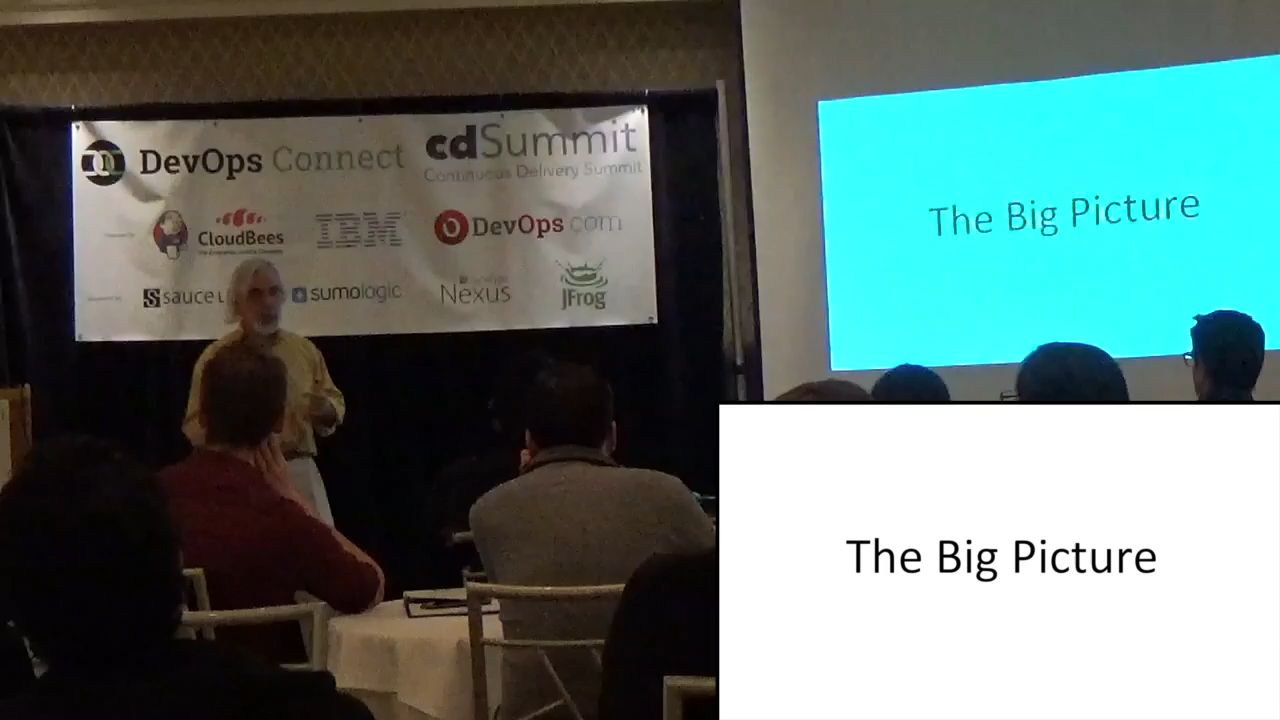 DevOps Connect
cdSummit
Continuous Delivery Summit
CloudBees
IBM
DevOps.com
sauce
sumologic
Nexus
JFrog
The Big Picture
The Big Picture